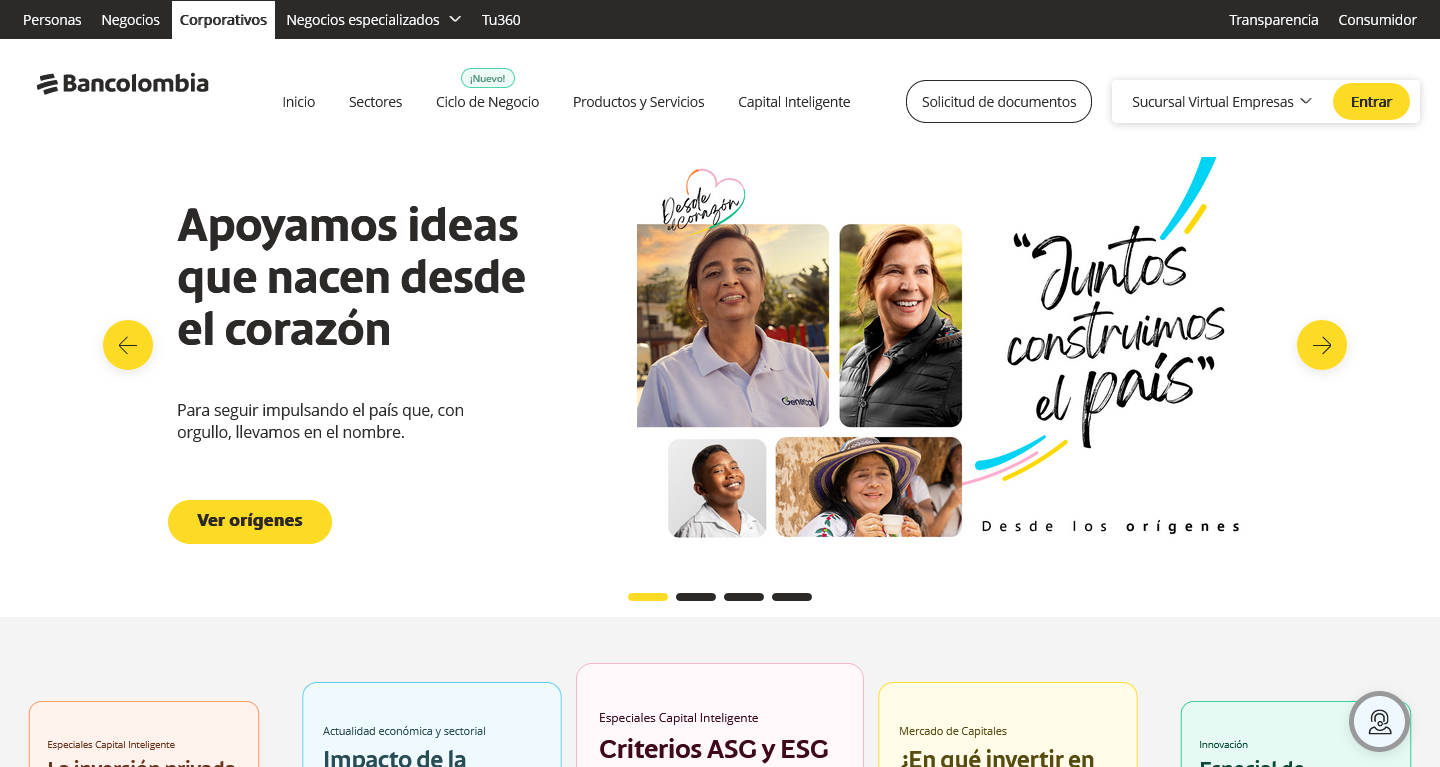 Personas Negocios Corporativos Negocios especializados Tu360 Transparencia Consumidor
Bancolombia
¡Nuevo!
Inicio Sectores Ciclo de Negocio Productos y Servicios Capital Inteligente Solicitud de documentos Sucursal Virtual Empresas Entrar
Apoyamos ideas
que nacen desde
el corazón
Para seguir impulsando el país que, con
orgullo, llevamos en el nombre.
Ver orígenes
Desde
el corazón
Genecol
“Juntos
construimos
el país”
Desde los orígenes
Especiales Capital Inteligente
La inversión privada
Actualidad económica y sectorial
Impacto de la
Especiales Capital Inteligente
Criterios ASG y ESG
Mercado de Capitales
¿En qué invertir en
Innovación
Especial de